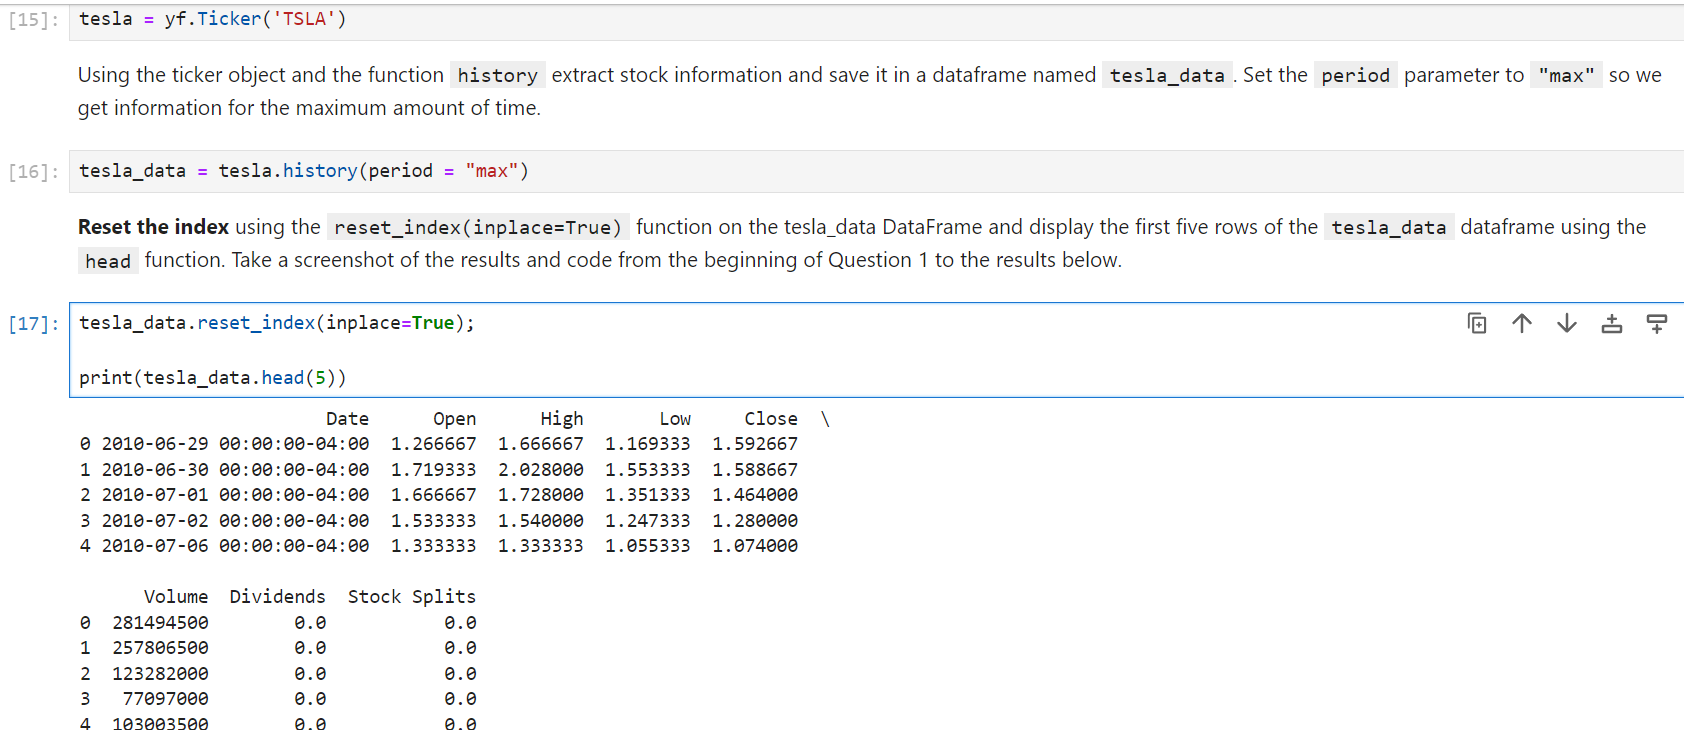 [15]: tesla = yf.Ticker('TSLA')
Using the ticker object and the function history extract stock information and save it in a dataframe named tesla_data. Set the period parameter to "max" so we
get information for the maximum amount of time.
[16]: tesla_data = tesla.history(period = "max")
Reset the index using the reset_index(inplace=True) function on the tesla_data DataFrame and display the first five rows of the tesla_data dataframe using the
head function. Take a screenshot of the results and code from the beginning of Question 1 to the results below.
[17]: tesla_data.reset_index(inplace=True);
print(tesla_data.head(5))
Date Open High Low Close \
0 2010-06-29 00:00:00-04:00 1.266667 1.666667 1.169333 1.592667
1 2010-06-30 00:00:00-04:00 1.719333 2.028000 1.553333 1.588667
2 2010-07-01 00:00:00-04:00 1.666667 1.728000 1.351333 1.464000
3 2010-07-02 00:00:00-04:00 1.533333 1.540000 1.247333 1.280000
4 2010-07-06 00:00:00-04:00 1.333333 1.333333 1.055333 1.074000
Volume Dividends Stock Splits
0 281494500 0.0 0.0
1 257806500 0.0 0.0
2 123282000 0.0 0.0
3 77097000 0.0 0.0
4 103003500 0.0 0.0